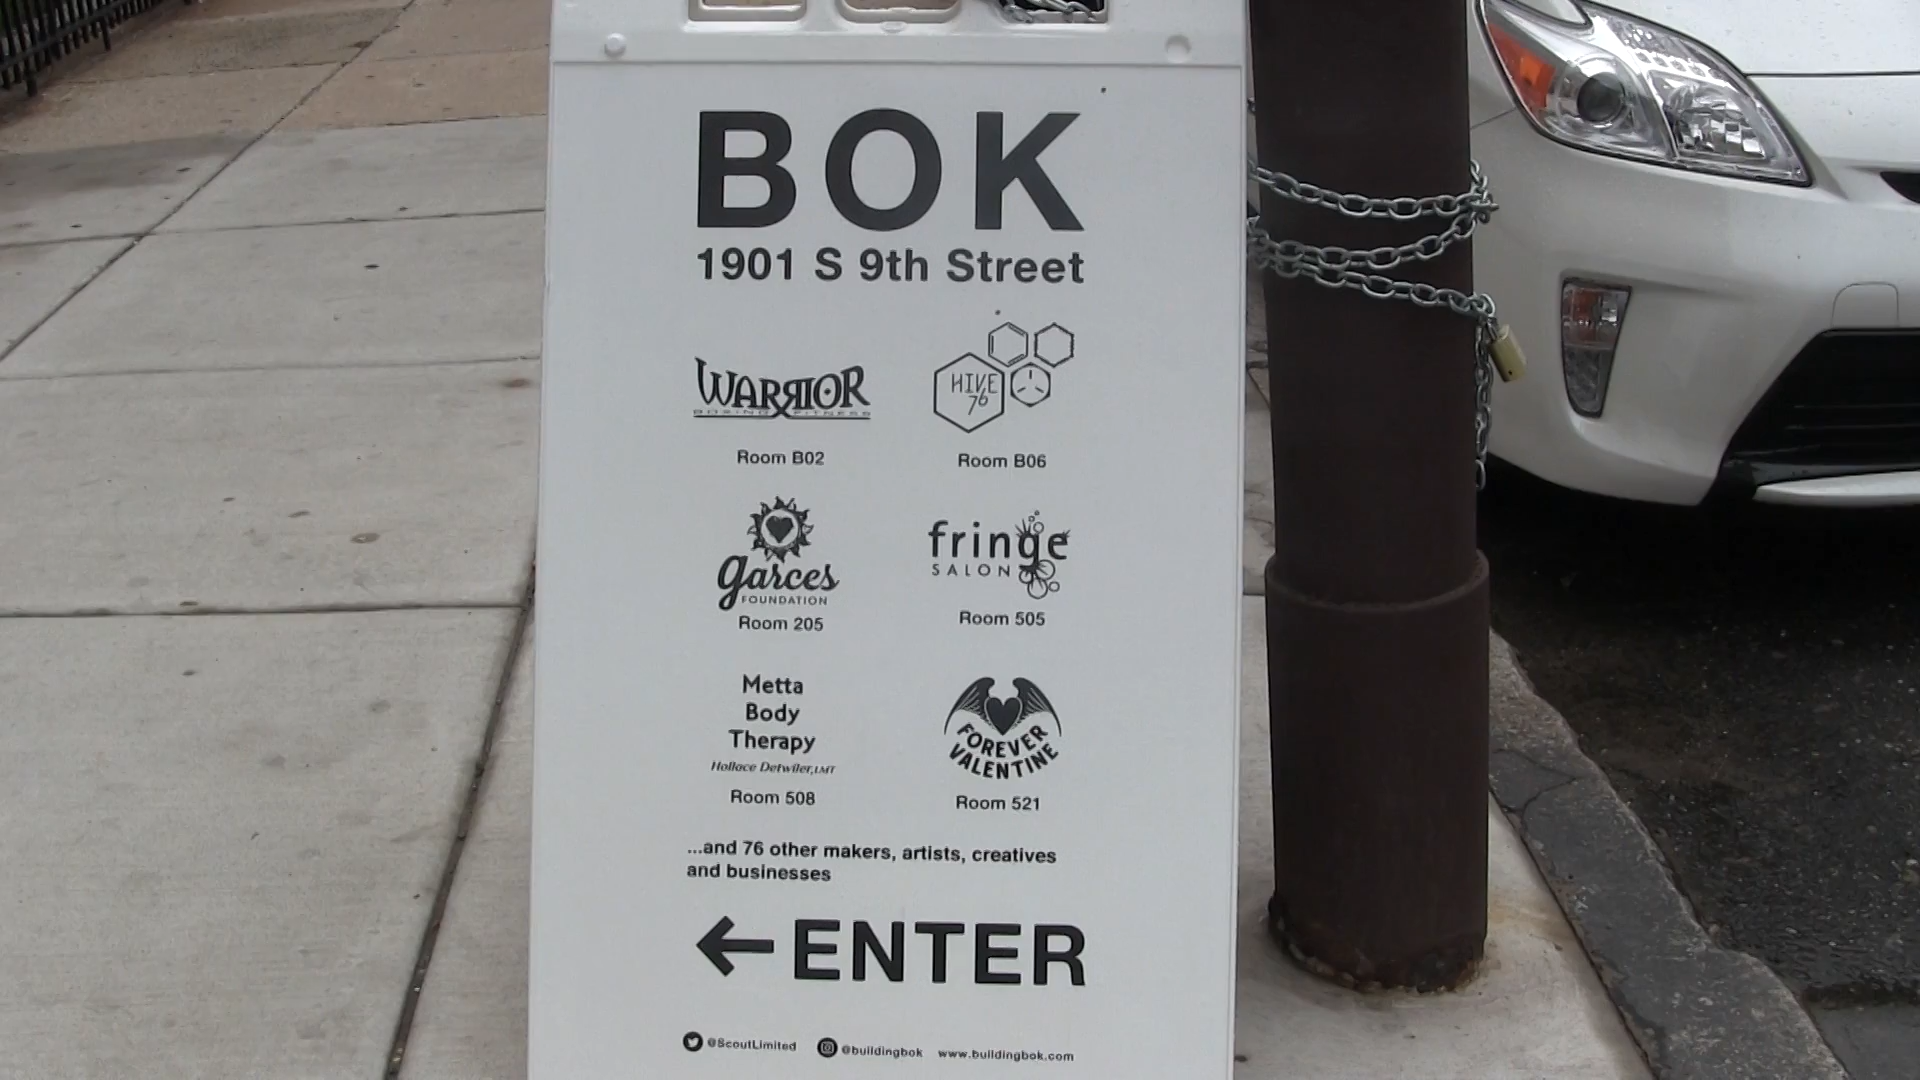 BOK
1901 S 9th Street
WARRIOR
BOXING FITNESS
Room B02
HIVE
76
Room B06
garces
FOUNDATION
Room 205
fringe
SALON
Room 505
Metta
Body
Therapy
Hollace Detwiler, LMT
Room 508
FOREVER
VALENTINE
Room 521
...and 76 other makers, artists, creatives
and businesses
←ENTER
@ScoutLimited @buildingbok www.buildingbok.com